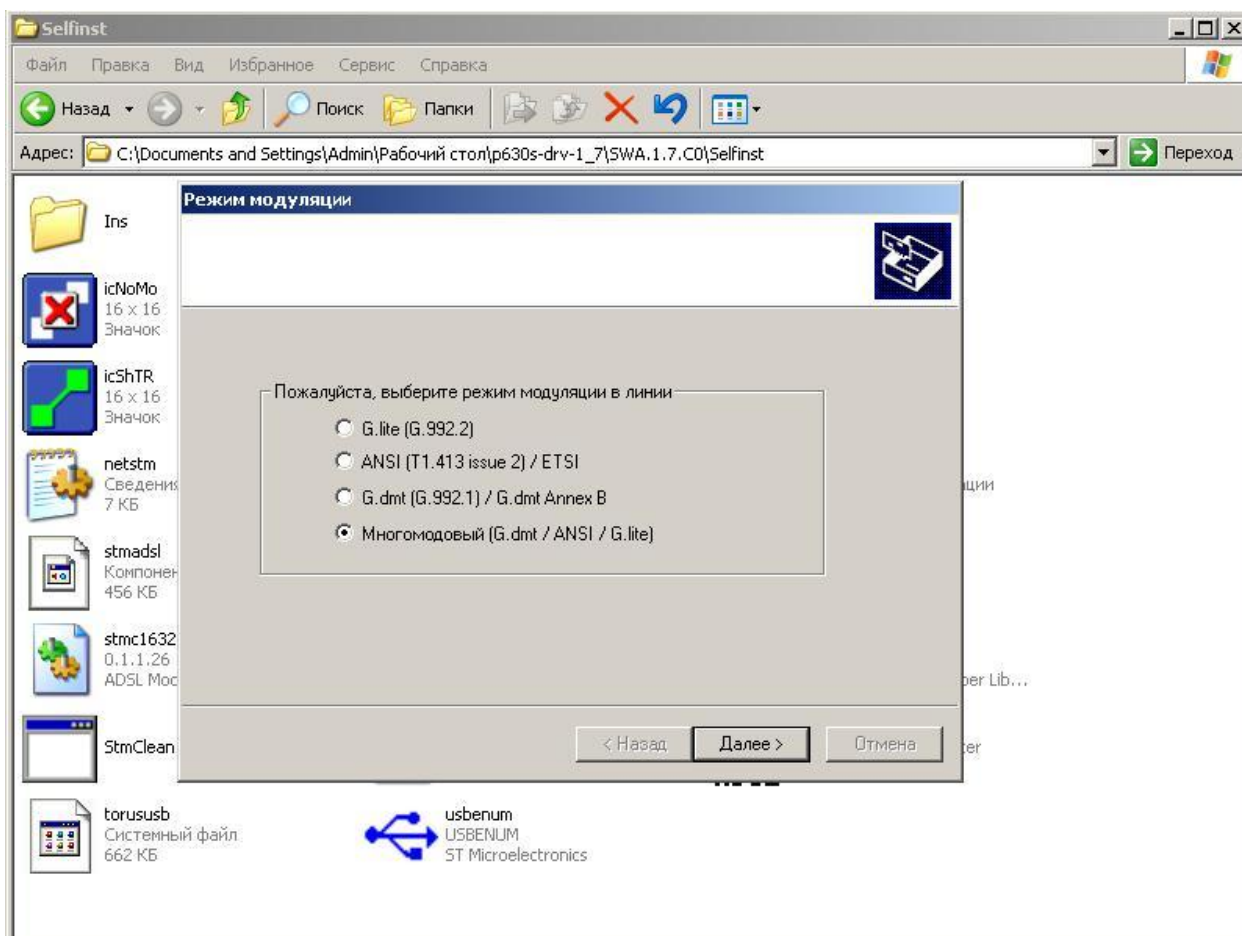 Selfinst
Файл Правка Вид Избранное Сервис Справка
Назад Поиск Папки
Адрес: C:\Documents and Settings\Admin\Рабочий стол\p630s-drv-1_7\SWA.1.7.C0\Selfinst Переход
Ins
icNoMo
16 x 16
Значок
icShTR
16 x 16
Значок
netstm
Сведения
7 КБ
stmadsl
Компонен
456 КБ
stmc1632
0.1.1.26
ADSL Moc
StmClean
torususb
Системный файл
662 КБ
usbenum
USBENUM
ST Microelectronics
Режим модуляции
Пожалуйста, выберите режим модуляции в линии
G.lite (G.992.2)
ANSI (T1.413 issue 2) / ETSI
G.dmt (G.992.1) / G.dmt Annex B
Многомодовый (G.dmt / ANSI / G.lite)
< Назад Далее > Отмена
ции
per Lib...
er